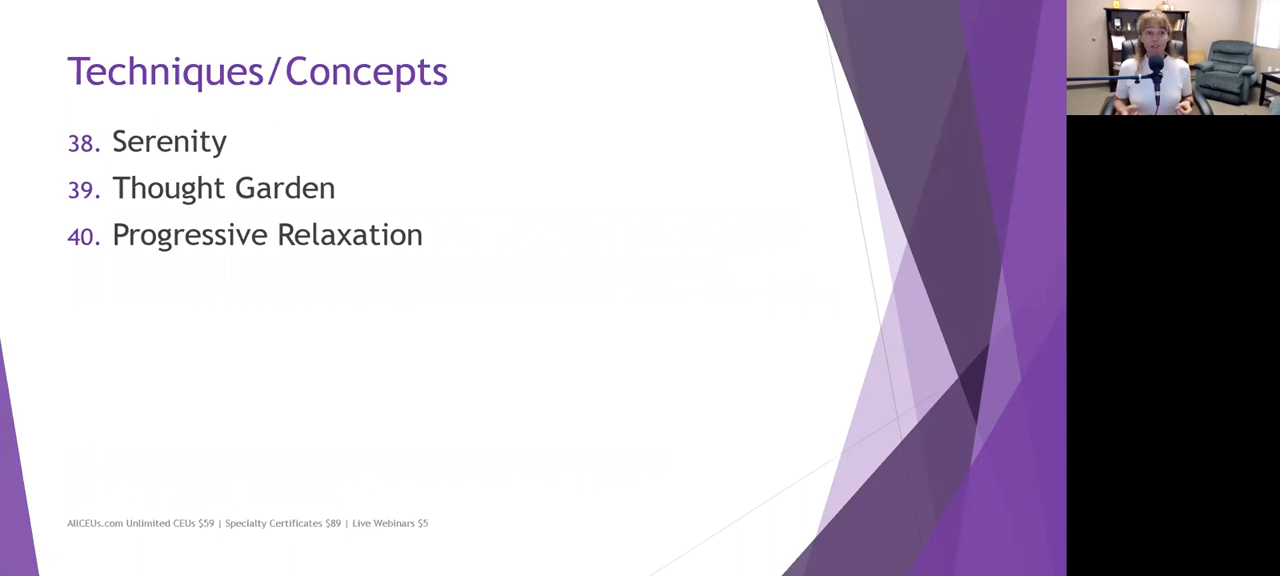 Techniques/Concepts
38. Serenity
39. Thought Garden
40. Progressive Relaxation
AllCEUs.com Unlimited CEUs $59 | Specialty Certificates $89 | Live Webinars $5